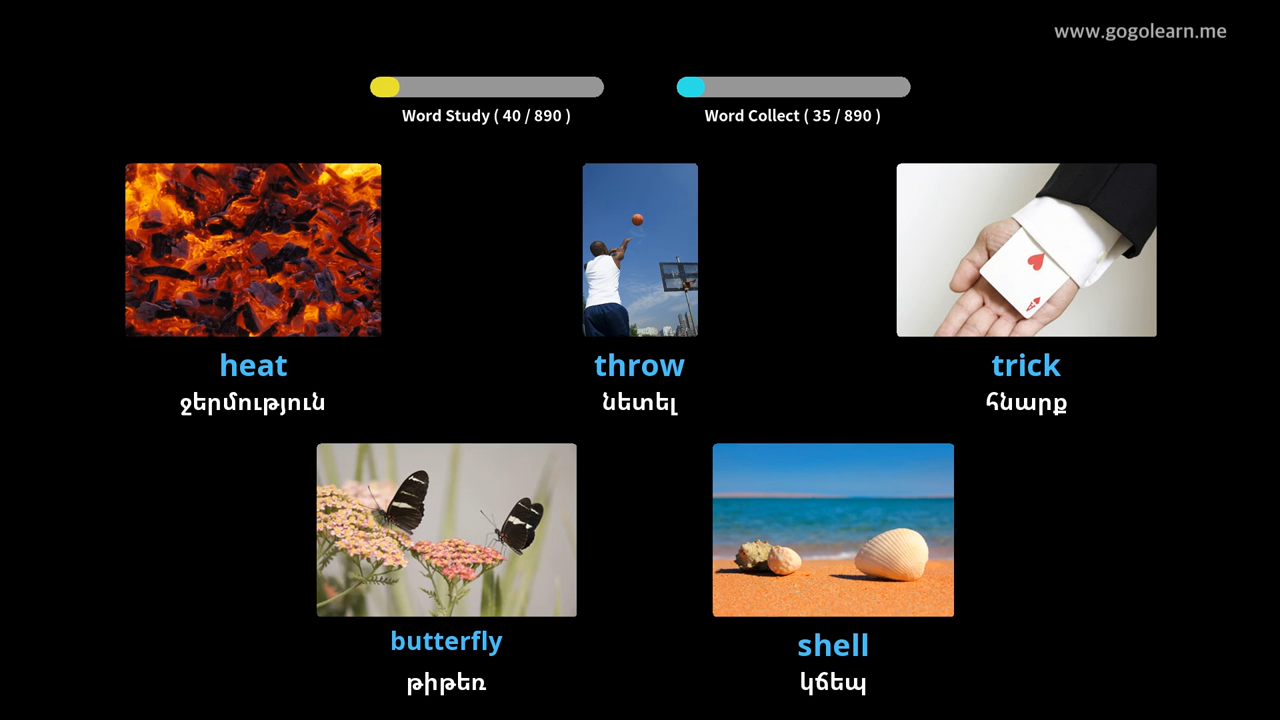 www.gogolearn.me
Word Study ( 40 / 890 )
Word Collect ( 35 / 890 )
heat
ջերմություն
throw
նետել
trick
հնարք
butterfly
թիթեռ
shell
կճեպ